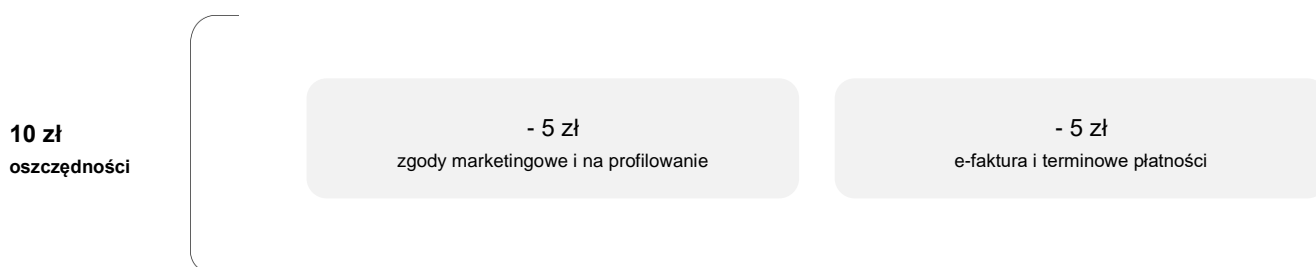 10 zł
oszczędności
- 5 zł
zgody marketingowe i na profilowanie
- 5 zł
e-faktura i terminowe płatności